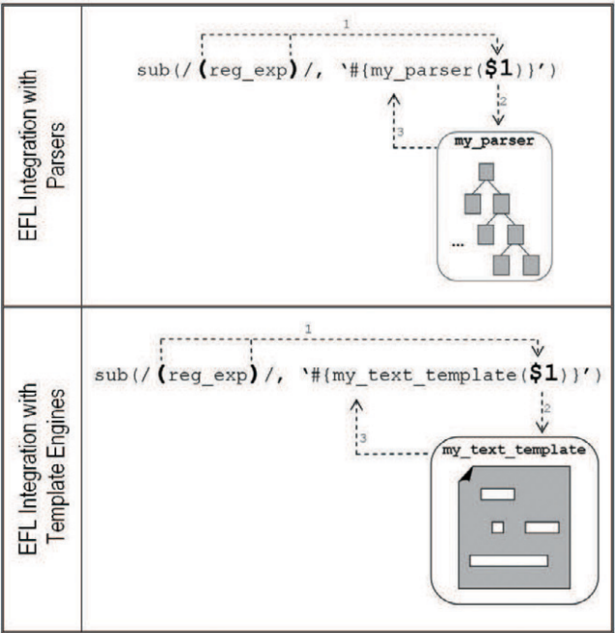 EFL Integration with
Parsers
1
sub(/(reg_exp)/, `#{my_parser($1)}')
2
3
my_parser
...
EFL Integration with
Template Engines
1
sub(/(reg_exp)/, `#{my_text_template($1)}')
2
3
my_text_template